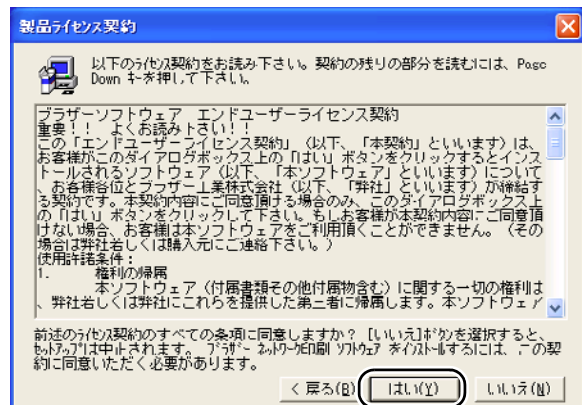 製品ライセンス契約
以下のライセンス契約をお読み下さい。契約の残りの部分を読むには、Page
Down キーを押して下さい。
ブラザーソフトウェア エンドユーザーライセンス契約
重要！！ よくお読み下さい！！
この「エンドユーザーライセンス契約」（以下、「本契約」といいます）は、
お客様がこのダイアログボックス上の「はい」ボタンをクリックするとインス
トールされるソフトウェア（以下、「本ソフトウェア」といいます）について
、お客様各位とブラザー工業株式会社（以下、「弊社」といいます）が締結す
る契約です。本契約内容にご同意頂ける場合のみ、このダイアログボックス上
の「はい」ボタンをクリックして下さい。もしお客様が本契約内容にご同意頂
けない場合、お客様は本ソフトウェアをご利用頂くことができません。（その
場合は弊社若しくは購入元にご連絡下さい。）
使用許諾条件：
1. 権利の帰属
本ソフトウェア（付属書類その他付属物含む）に関する一切の権利は
、弊社若しくは弊社にこれらを提供した第三者に帰属します。本ソフトウェア
前述のライセンス契約のすべての条項に同意しますか？ [いいえ]ボタンを選択すると、
セットアップは中止されます。 ブラザー ネットワーク印刷 ソフトウェア をインストールするには、この契
約に同意いただく必要があります。
< 戻る(B) はい(Y) いいえ(N)